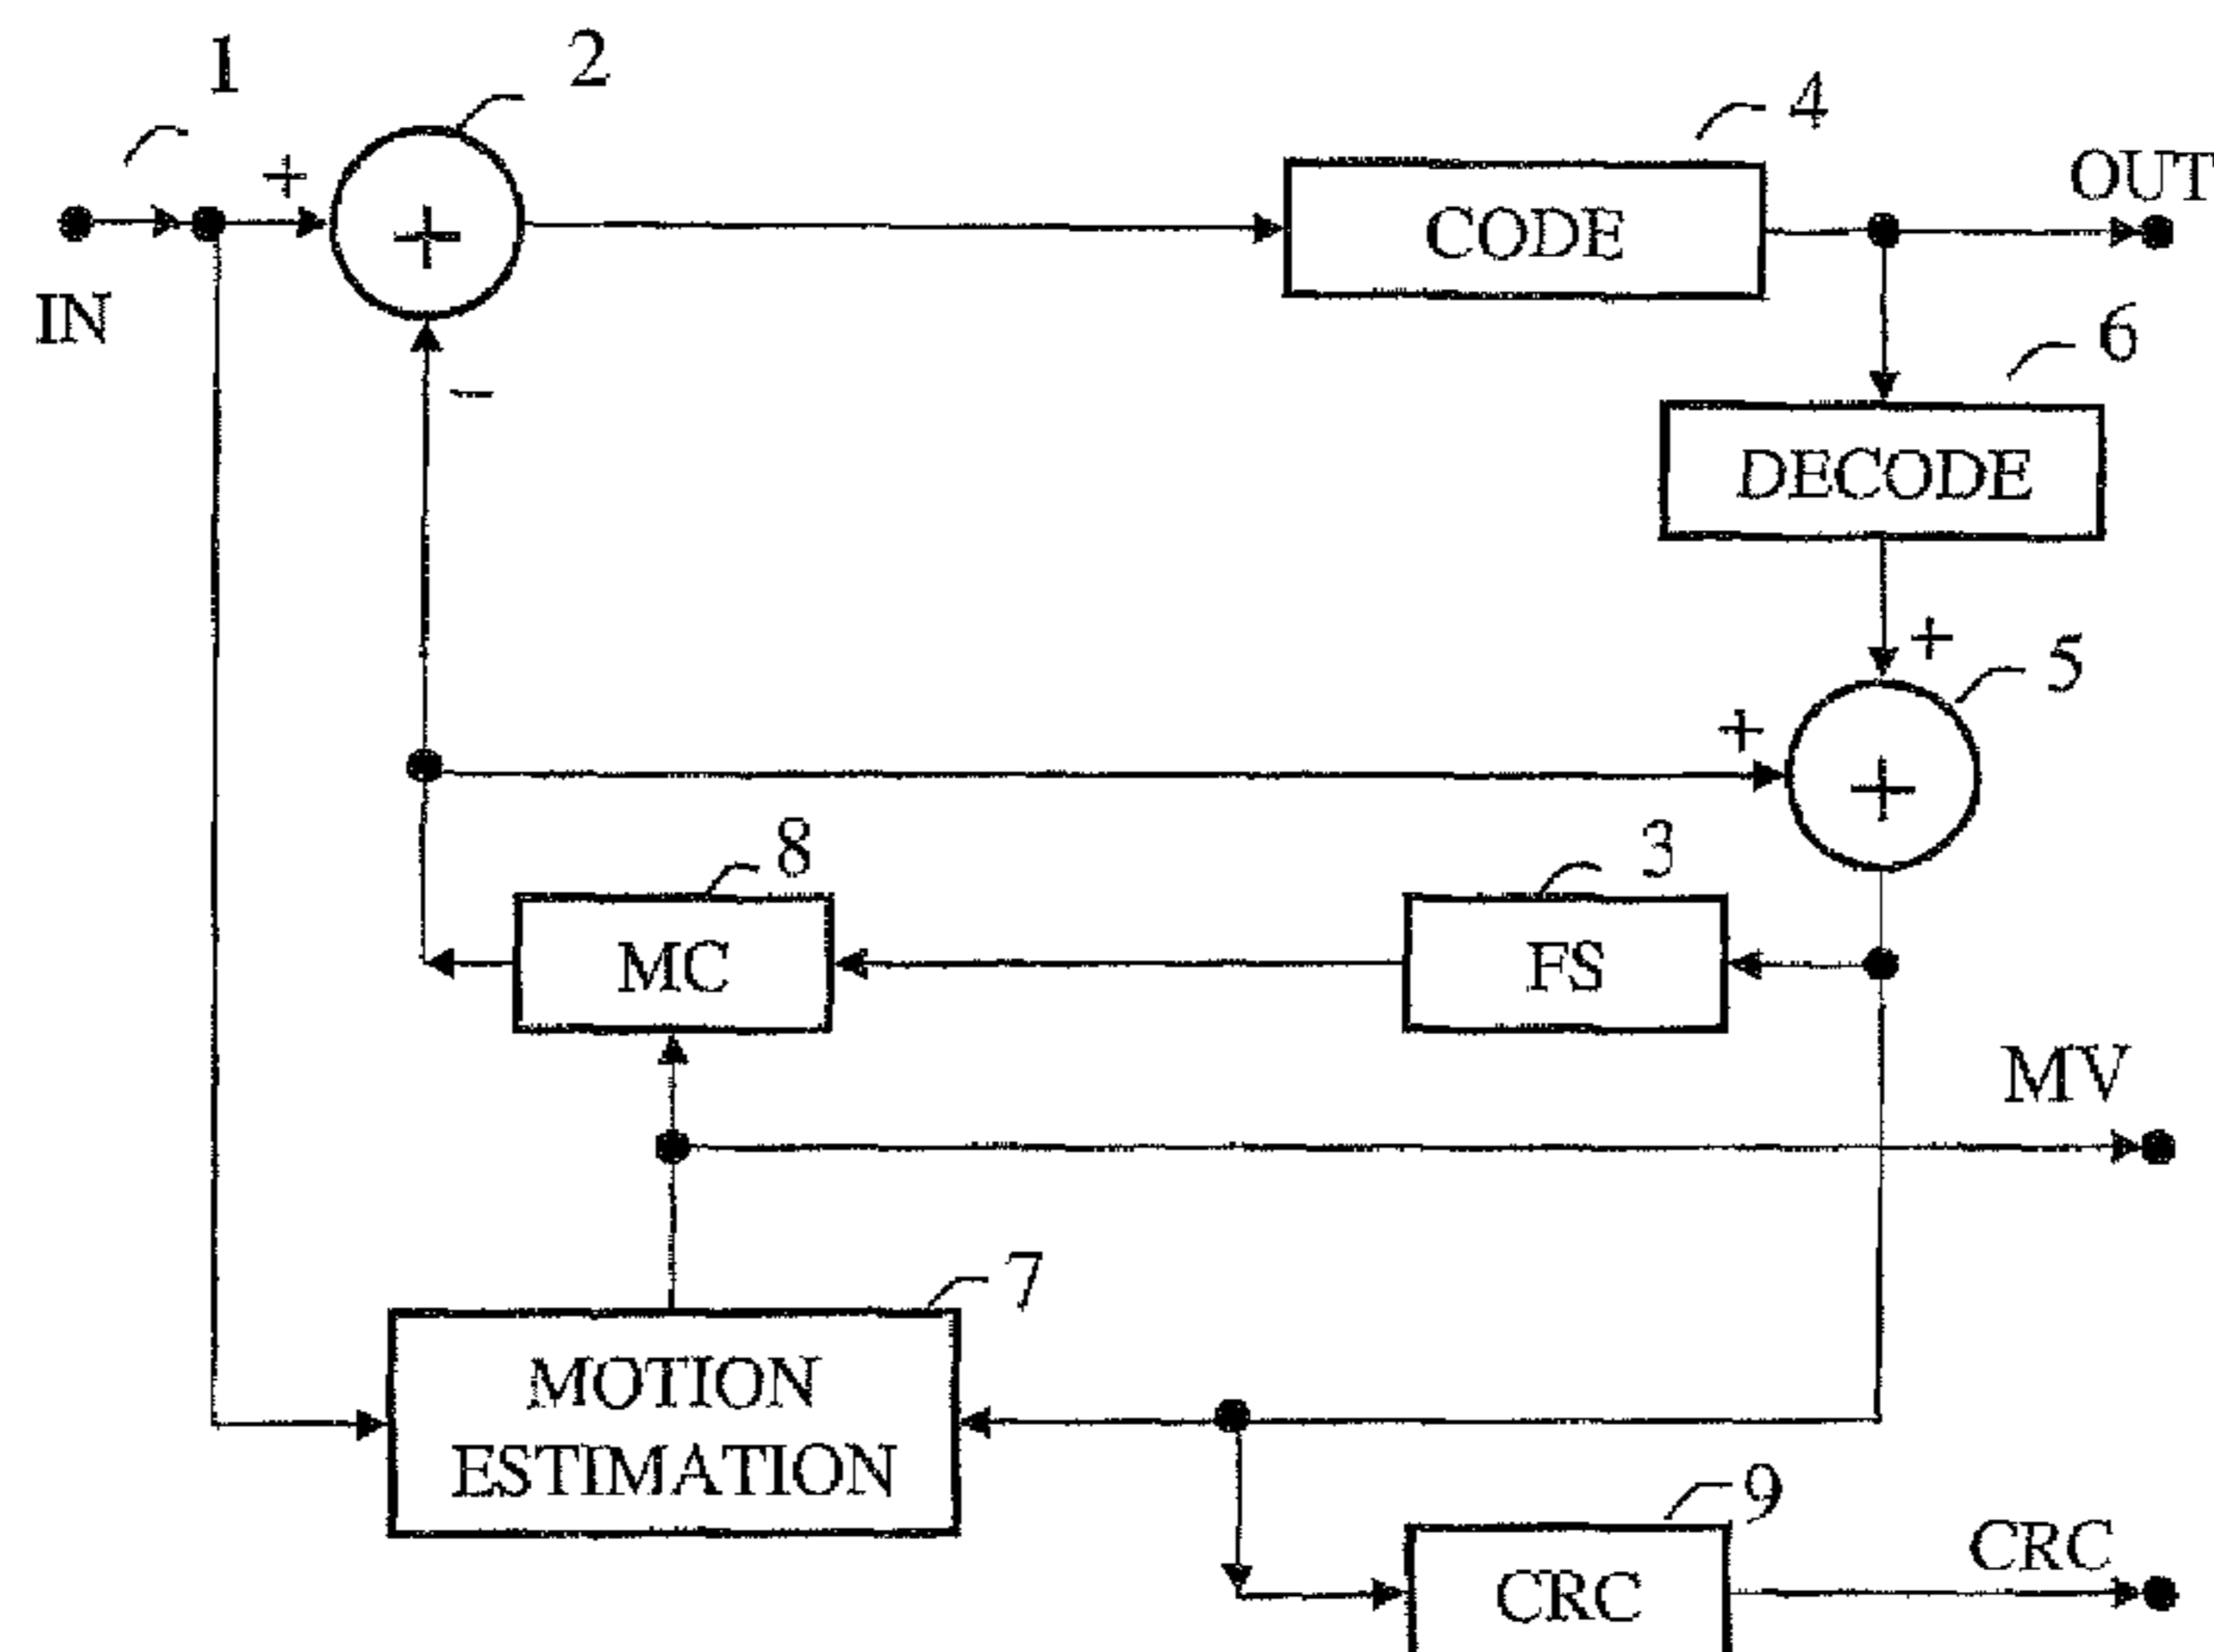 1
2
4
+
+
CODE
OUT
IN
6
−
DECODE
+
5
+
+
8
3
MC
FS
MV
7
MOTION
ESTIMATION
9
CRC
CRC